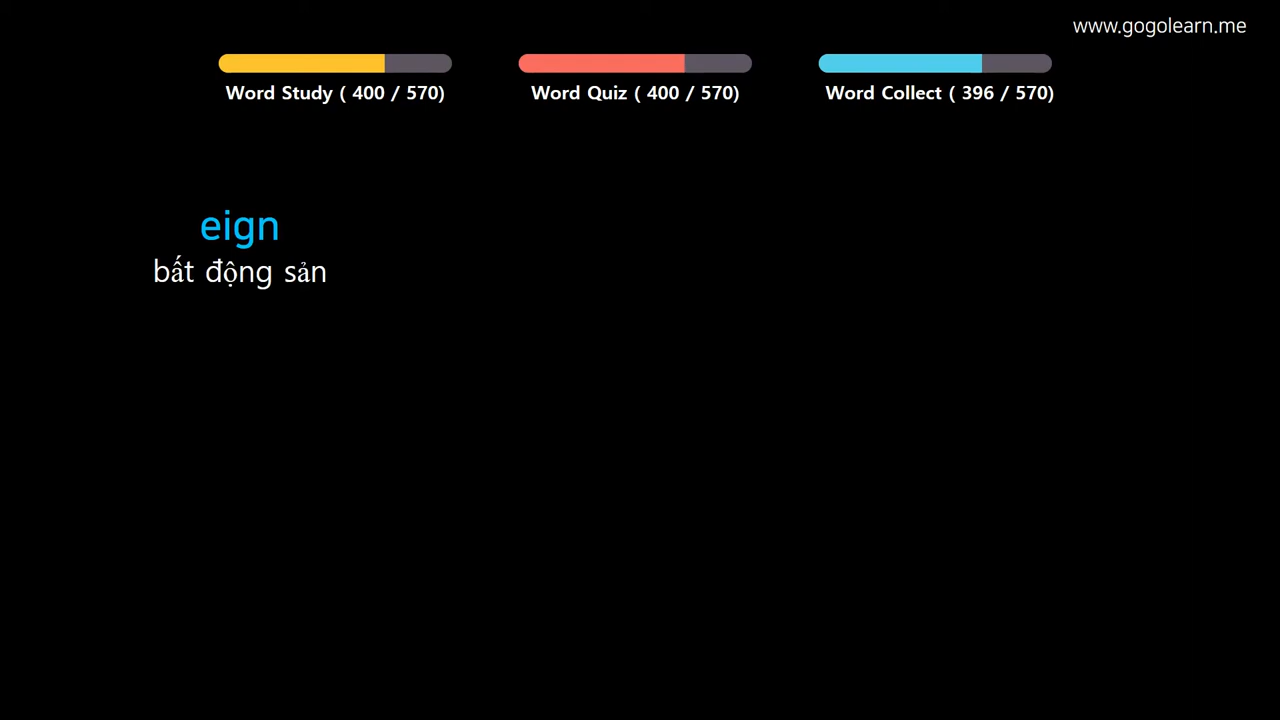 www.gogolearn.me
Word Study ( 400 / 570)
Word Quiz ( 400 / 570)
Word Collect ( 396 / 570)
eign
bất động sản